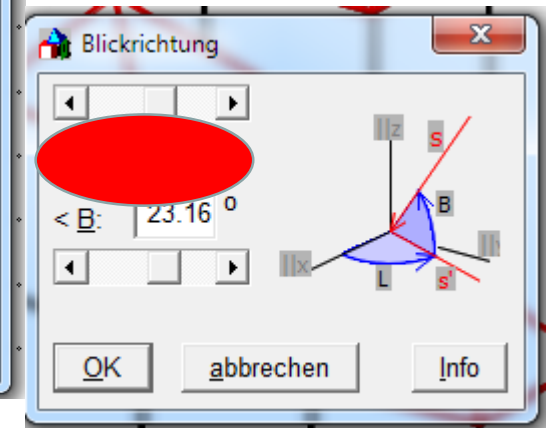 Blickrichtung
||z
s
< B: 23.16 °
B
||x
L
s'
OK
abbrechen
Info